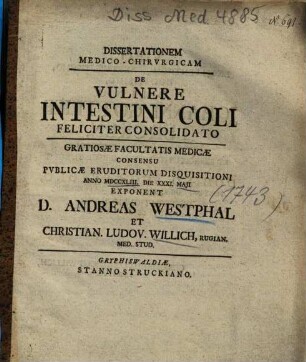 Diss Med 4885
DISSERTATIONEM
MEDICO-CHIRVRGICAM
DE
VULNERE
INTESTINI COLI
FELICITER CONSOLIDATO
GRATIOSÆ FACULTATIS MEDICÆ
CONSENSU
PVBLICÆ ERUDITORUM DISQUISITIONI
ANNO MDCCXLIII. DIE XXXI. MAJI
EXPONENT
(1743)
D. ANDREAS WESTPHAL
ET
CHRISTIAN. LUDOV. WILLICH, RUGIAN.
MED. STUD.
GRYPHISWALDIÆ,
STANNO STRUCKIANO.